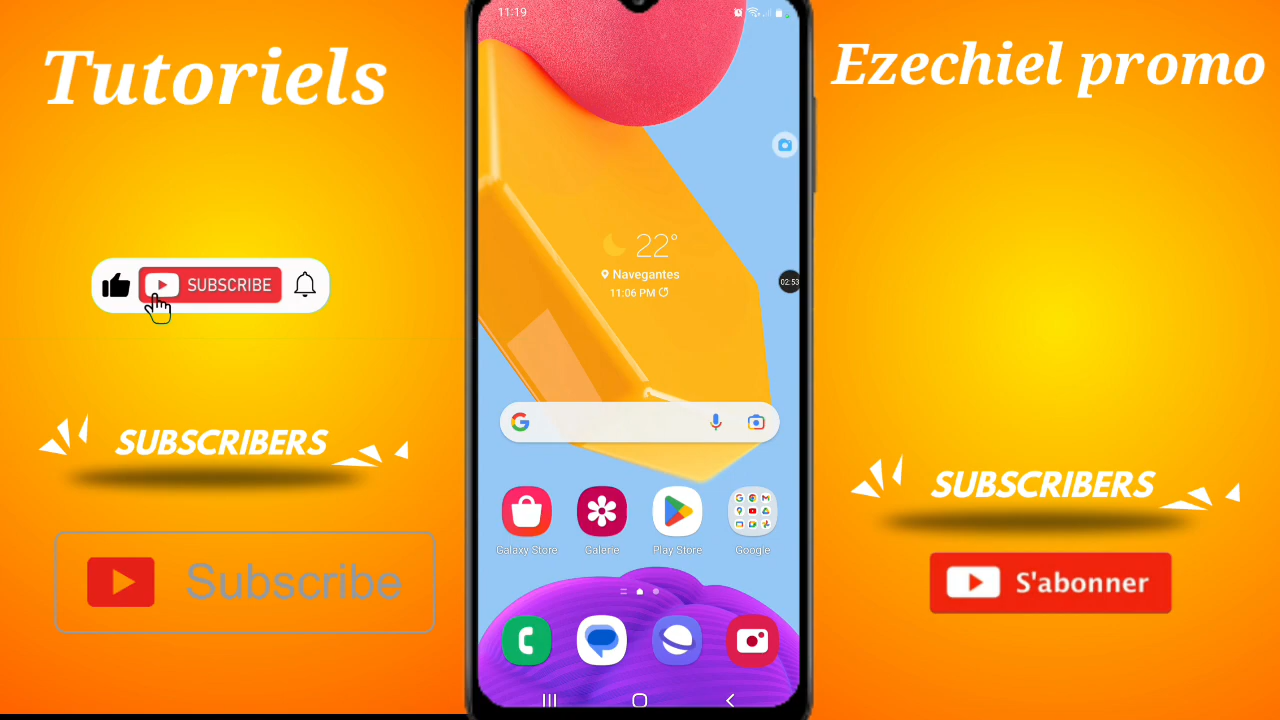 Tutoriels
SUBSCRIBE
SUBSCRIBERS
Subscribe
11:19
22°
Navegantes
11:06 PM
02:53
Galaxy Store
Galerie
Play Store
Google
Ezechiel promo
SUBSCRIBERS
S'abonner